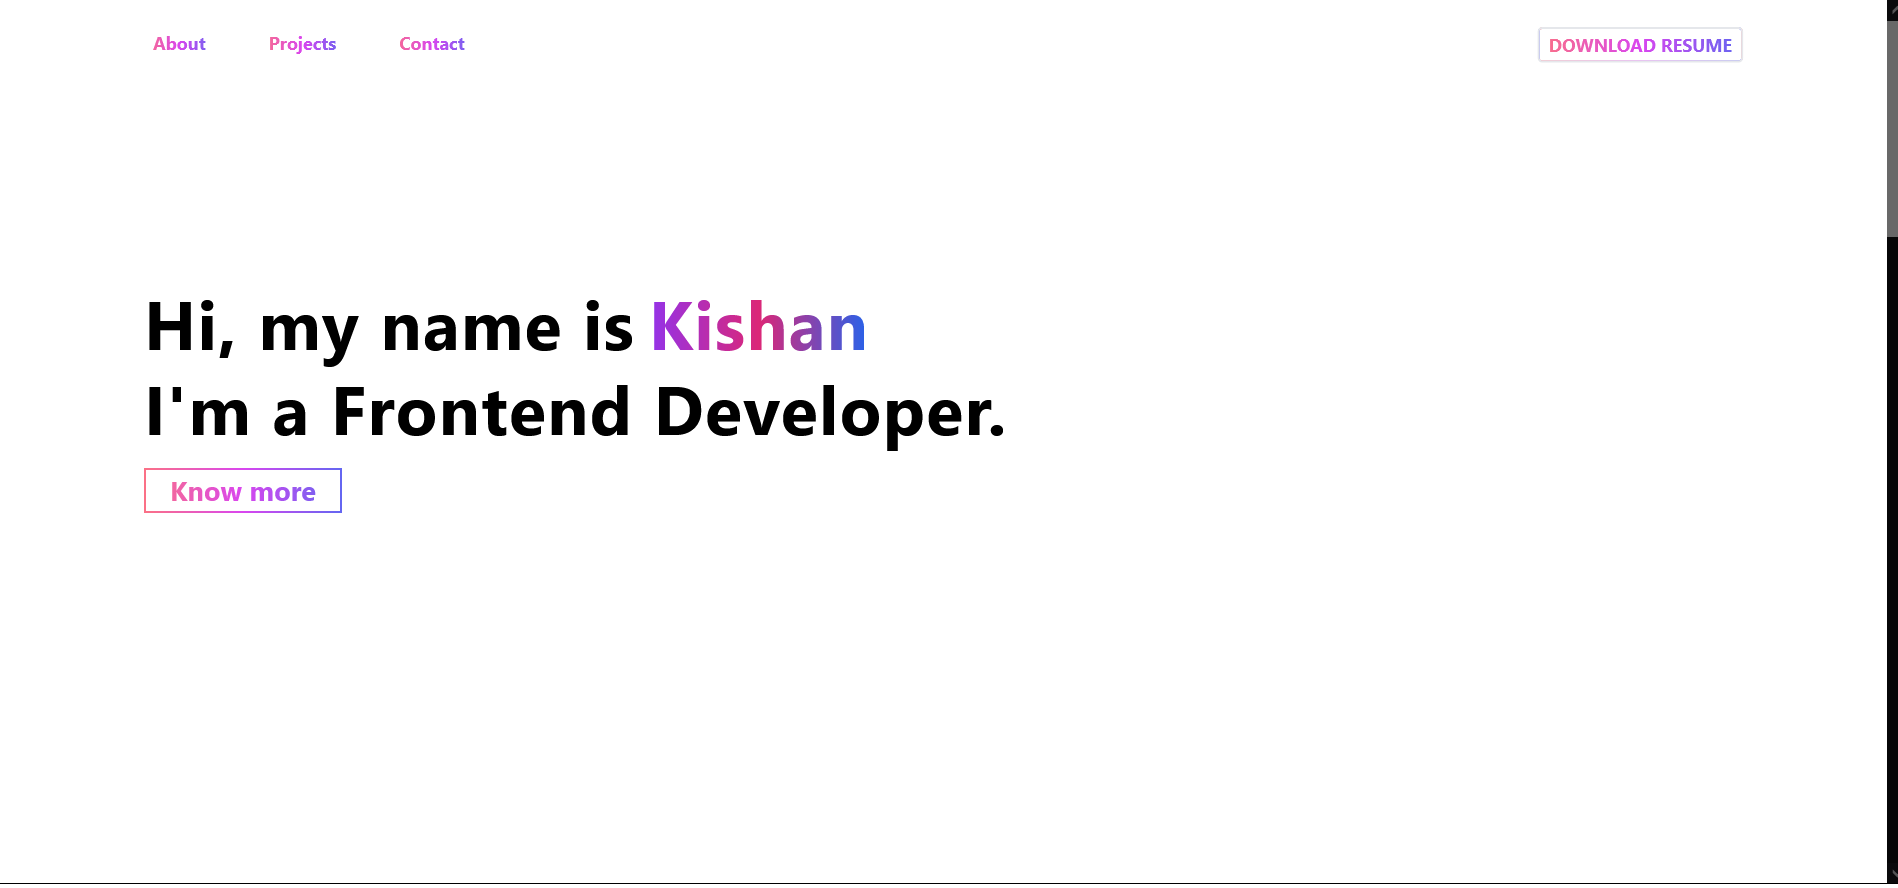 About Projects Contact DOWNLOAD RESUME
Hi, my name is Kishan
I'm a Frontend Developer.
Know more